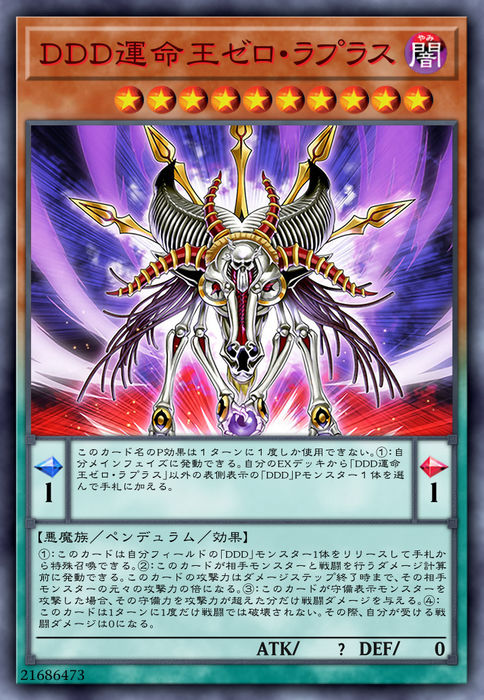 DDD運命王ゼロ・ラプラス
やみ
闇
このカード名のP効果は1ターンに1度しか使用できない。①:自
分メインフェイズに発動できる。自分のEXデッキから「DDD運命
王ゼロ・ラプラス」以外の表側表示の「DDD」Pモンスター1体を選
んで手札に加える。
1
1
【悪魔族/ペンデュラム/効果】
①:このカードは自分フィールドの「DDD」モンスター1体をリリースして手札か
ら特殊召喚できる。②:このカードが相手モンスターと戦闘を行うダメージ計算
前に発動できる。このカードの攻撃力はダメージステップ終了時まで、その相手
モンスターの元々の攻撃力の倍になる。③:このカードが守備表示モンスターを
攻撃した場合、その守備力を攻撃力が超えた分だけ戦闘ダメージを与える。④:
このカードは1ターンに1度だけ戦闘では破壊されない。その際、自分が受ける戦
闘ダメージは0になる。
ATK/ ? DEF/ 0
21686473